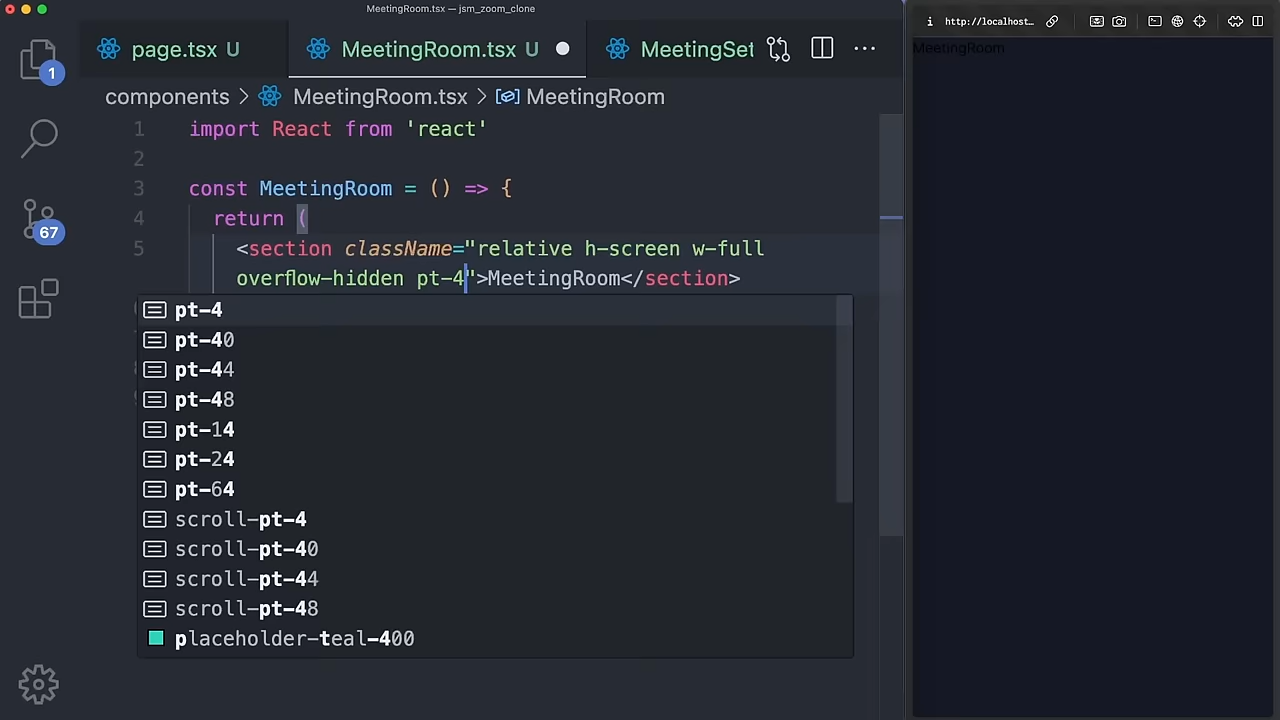 MeetingRoom.tsx — jsm_zoom_clone
page.tsx U
MeetingRoom.tsx U
MeetingSet
components > MeetingRoom.tsx > MeetingRoom
1 import React from 'react'
2
3 const MeetingRoom = () => {
4 return (
5 <section className="relative h-screen w-full
overflow-hidden pt-4">MeetingRoom</section>
pt-4
pt-40
pt-44
pt-48
pt-14
pt-24
pt-64
scroll-pt-4
scroll-pt-40
scroll-pt-44
scroll-pt-48
placeholder-teal-400
1
67
http://localhost…
MeetingRoom